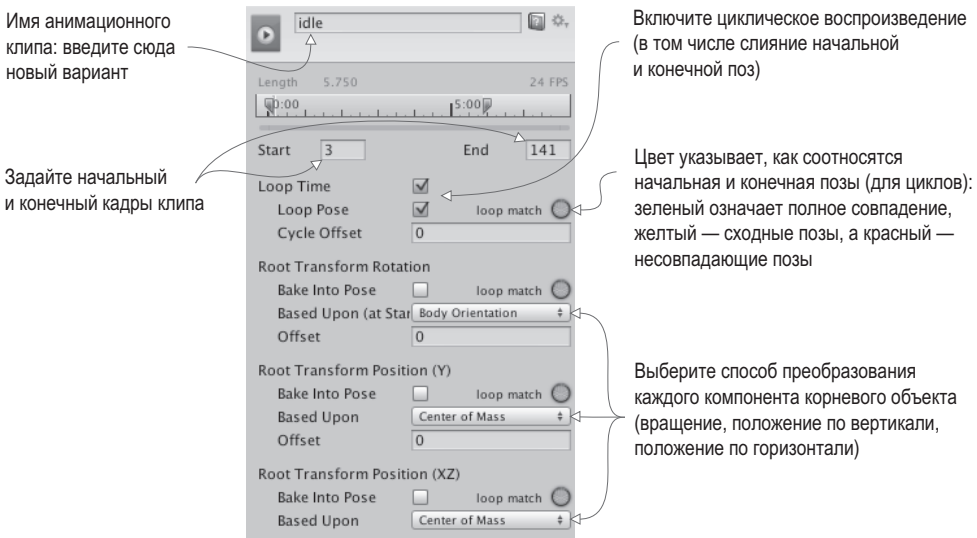 Имя анимационного
клипа: введите сюда
новый вариант
Задайте начальный
и конечный кадры клипа
idle
Length 5.750 24 FPS
0:00 5:00
Start 3 End 141
Loop Time
Loop Pose loop match
Cycle Offset 0
Root Transform Rotation
Bake Into Pose loop match
Based Upon (at Star Body Orientation
Offset 0
Root Transform Position (Y)
Bake Into Pose loop match
Based Upon Center of Mass
Offset 0
Root Transform Position (XZ)
Bake Into Pose loop match
Based Upon Center of Mass
Включите циклическое воспроизведение
(в том числе слияние начальной
и конечной поз)
Цвет указывает, как соотносятся
начальная и конечная позы (для циклов):
зеленый означает полное совпадение,
желтый — сходные позы, а красный —
несовпадающие позы
Выберите способ преобразования
каждого компонента корневого объекта
(вращение, положение по вертикали,
положение по горизонтали)